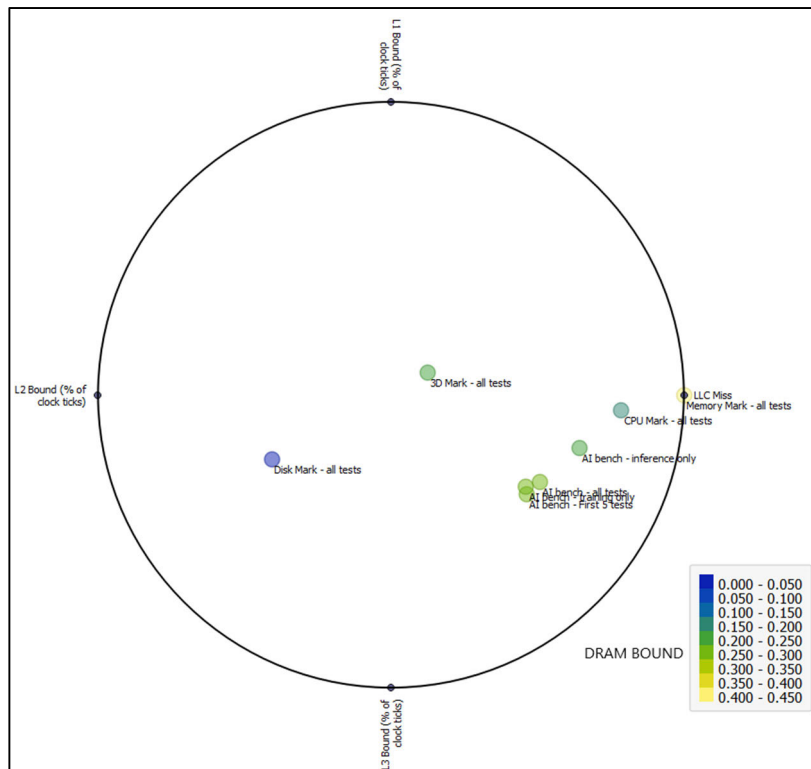 L1 Bound (% of
clock ticks)
L2 Bound (% of
clock ticks)
3D Mark - all tests
LLC Miss
Memory Mark - all tests
CPU Mark - all tests
AI bench - inference only
Disk Mark - all tests
AI bench - all tests
AI bench - training only
AI bench - First 5 tests
0.000 - 0.050
0.050 - 0.100
0.100 - 0.150
0.150 - 0.200
0.200 - 0.250
0.250 - 0.300
0.300 - 0.350
0.350 - 0.400
0.400 - 0.450
DRAM BOUND
L3 Bound (% of
clock ticks)